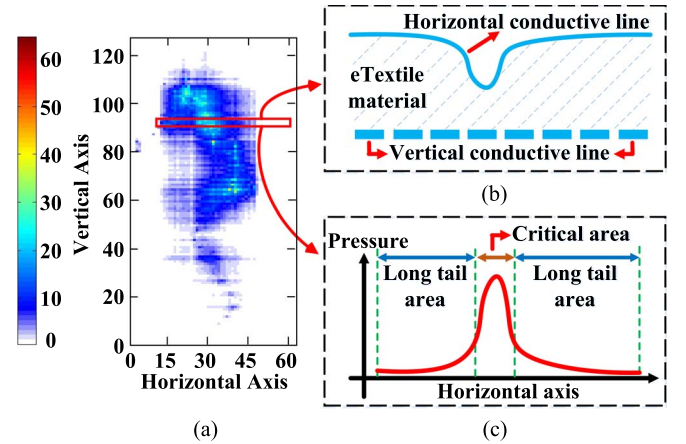 60
50
40
30
20
10
0
Vertical Axis
120
100
80
60
40
20
0
0 15 30 45 60
Horizontal Axis
(a)
Horizontal conductive line
eTextile
material
Vertical conductive line
(b)
Pressure
Critical area
Long tail
area
Long tail
area
Horizontal axis
(c)